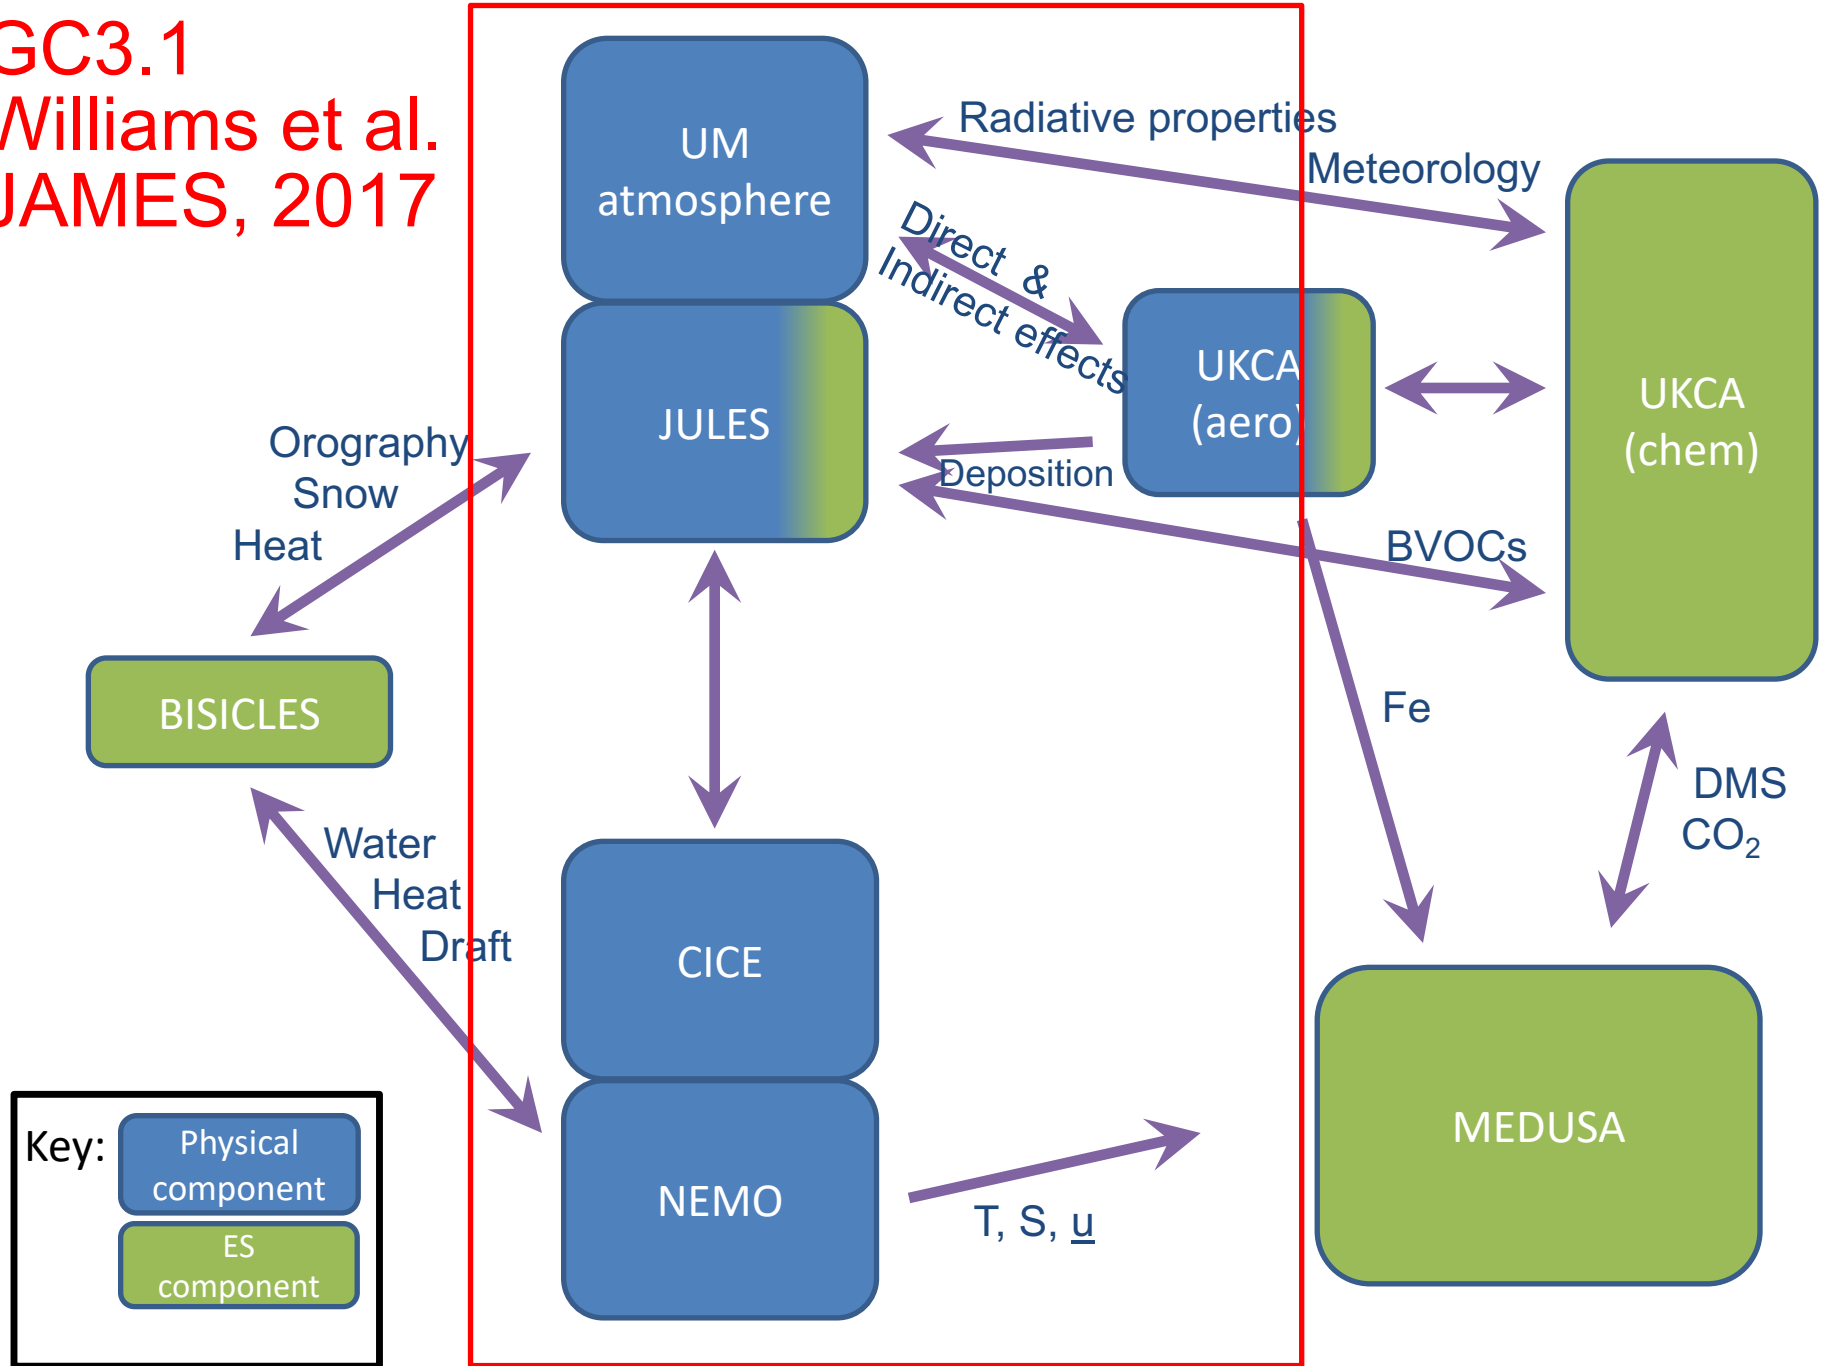 GC3.1
Williams et al.
JAMES, 2017
UM
atmosphere
Radiative properties
Meteorology
Direct &
Indirect effects
JULES
UKCA
(aero)
UKCA
(chem)
Orography
Snow
Heat
Deposition
BVOCs
BISICLES
Fe
DMS
CO₂
Water
Heat
Draft
CICE
MEDUSA
NEMO
T, S, u
Key:
Physical
component
ES
component